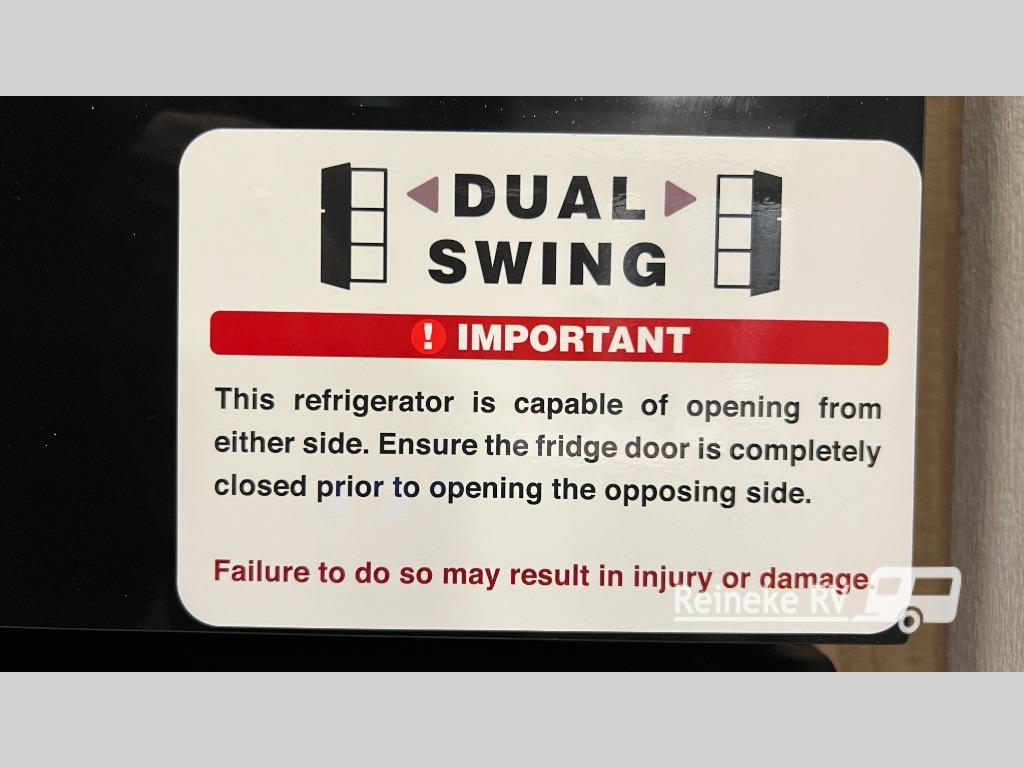 DUAL
SWING
! IMPORTANT
This refrigerator is capable of opening from
either side. Ensure the fridge door is completely
closed prior to opening the opposing side.
Failure to do so may result in injury or damage.
Reineke RV